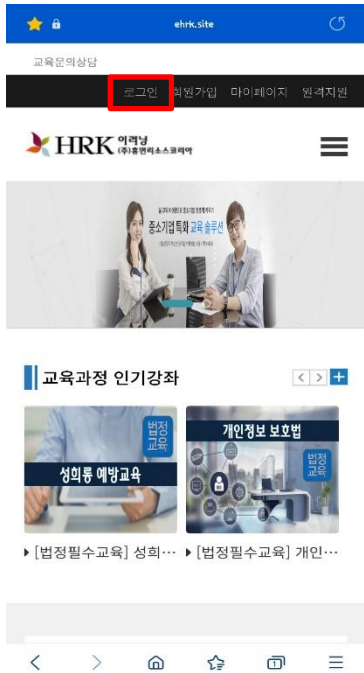 ehrk.site
교육문의상담
로그인 회원가입 마이페이지 원격지원
HRK 이러닝
(주)휴먼리소스코리아
중소기업 특화 교육 솔루션
교육과정 인기강좌
법정
교육
성희롱 예방교육
개인정보 보호법
법정
교육
[법정필수교육] 성희… [법정필수교육] 개인…
1